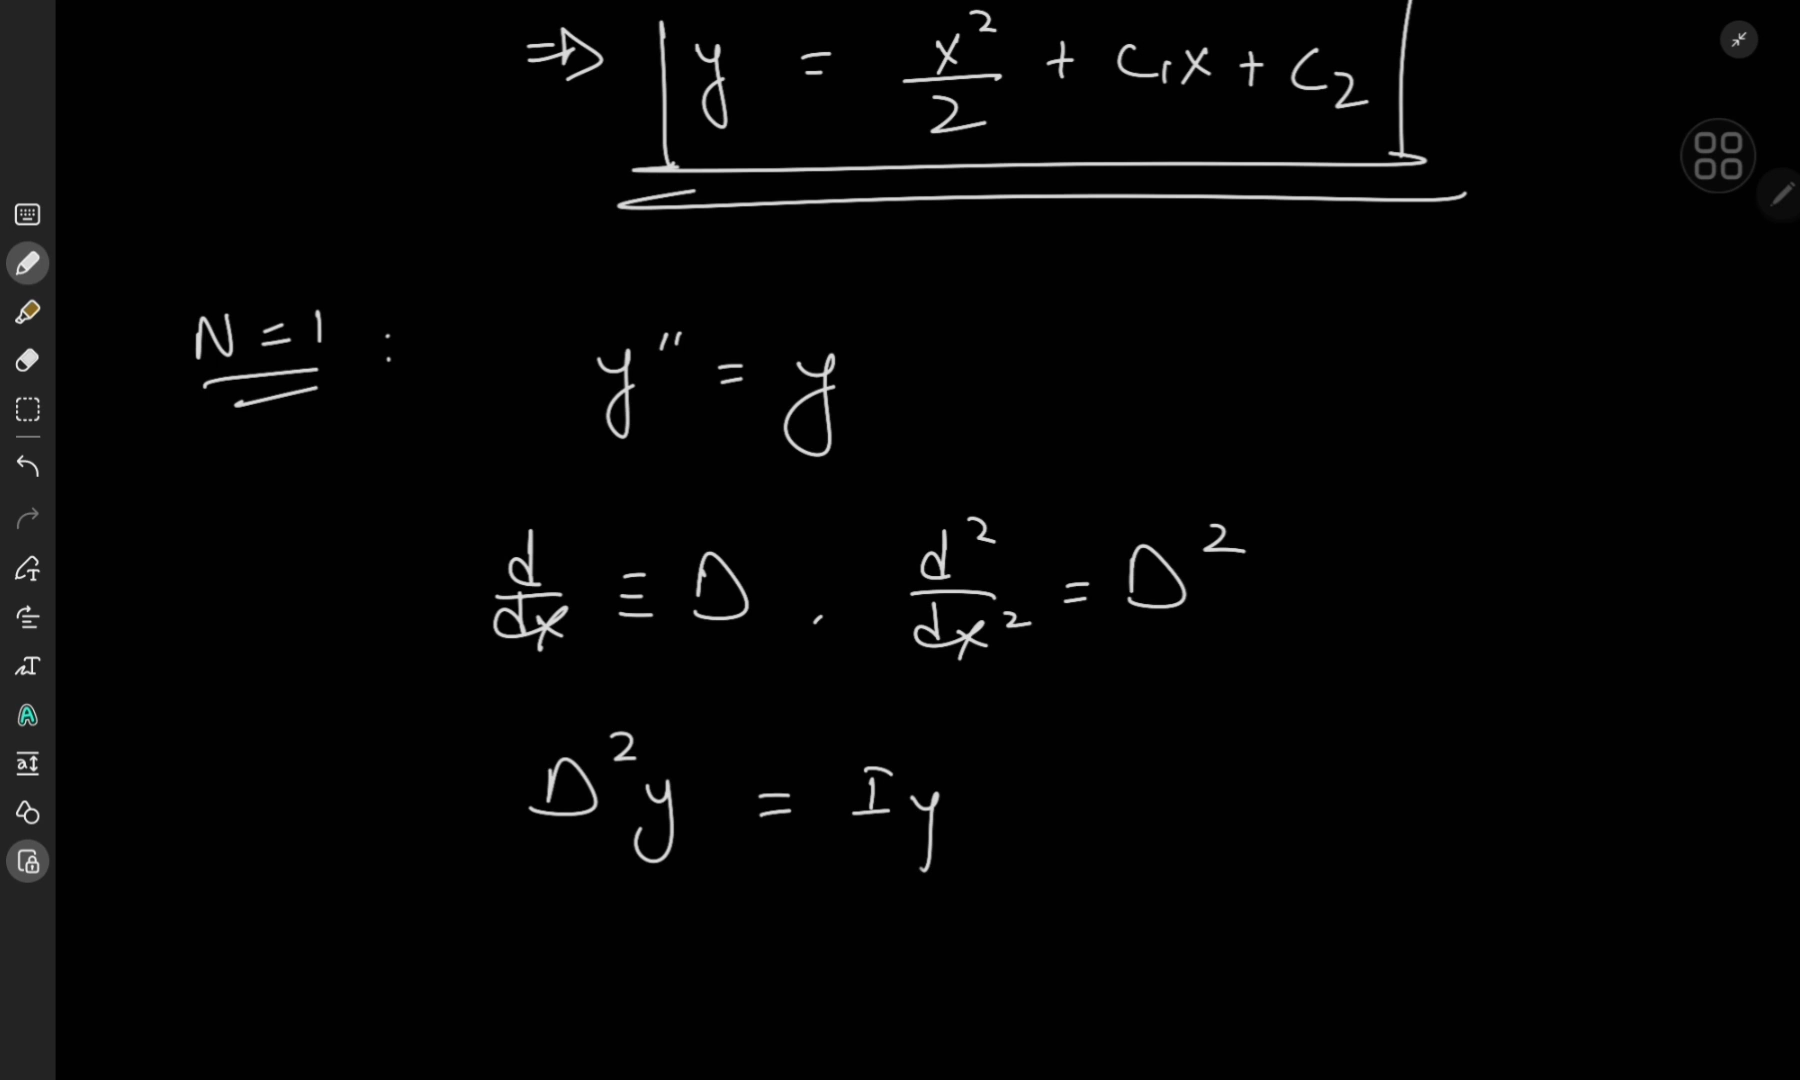 ⇒ y = x²/2 + C₁x + C₂
N = 1 : y'' = y
d/dx ≡ D , d²/dx² = D²
D²y = Iy